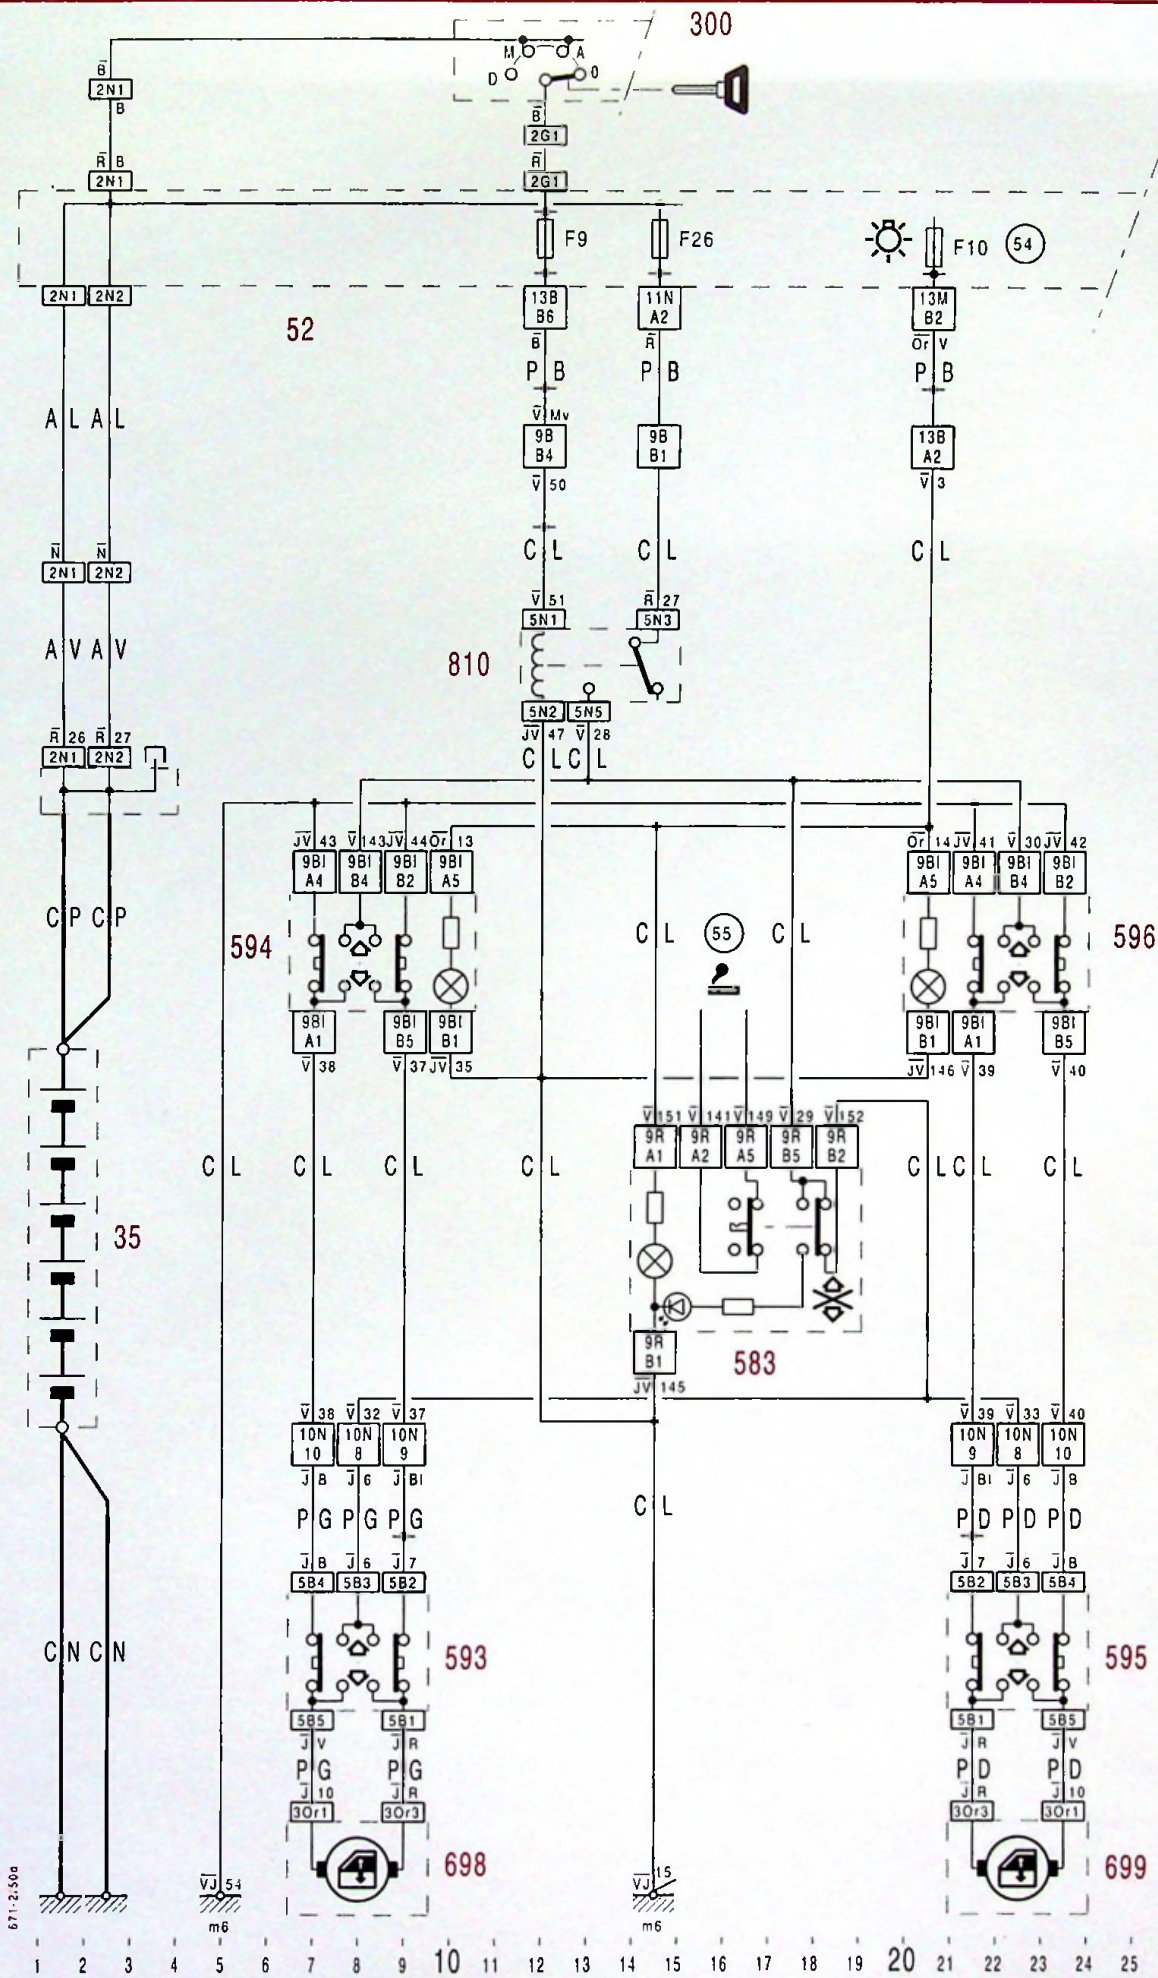 300
M A
D O
B
2N1
B
B
2G1
R B
2N1
R
2G1
F9 F26 F10 54
2N1 2N2 13B B6 11N A2 13M B2
52
B R Or V
P B P B P B
A L A L
V Mv
9B B4 9B B1 13B A2
V 50 V 3
N N C L C L C L
2N1 2N2
V 51 R 27
5N1 5N3
A V A V
810
5N2 5N5
R 26 R 27 JV 47 V 28
2N1 2N2 C L C L
JV 43 V 143 JV 44 Or 13 Or 14 JV 41 V 30 JV 42
9BI A4 9BI B4 9BI B2 9BI A5 9BI A5 9BI A4 9BI B4 9BI B2
C P C P
594 C L 55 C L 596
9BI A1 9BI B5 9BI B1 9BI B1 9BI A1 9BI B5
V 38 V 37 JV 35 JV 146 V 39 V 40
V 151 V 141 V 149 V 29 V 152
9R A1 9R A2 9R A5 9R B5 9R B2
C L C L C L C L C L C L C L
35
9R B1
583
JV 145
V 38 V 32 V 37 V 39 V 33 V 40
10N 10 10N 8 10N 9 10N 9 10N 8 10N 10
J B J 6 J BI J BI J 6 J B
P G P G P G C L P D P D P D
J B J 6 J 7 J 7 J 6 J B
5B4 5B3 5B2 5B2 5B3 5B4
C N C N 593 595
5B5 5B1 5B1 5B5
J V J R J R J V
P G P G P D P D
J 10 J R J R J 10
3Or1 3Or3 3Or3 3Or1
698 699
VJ 54 VJ 15
m6 m6
1 2 3 4 5 6 7 8 9 10 11 12 13 14 15 16 17 18 19 20 21 22 23 24 25